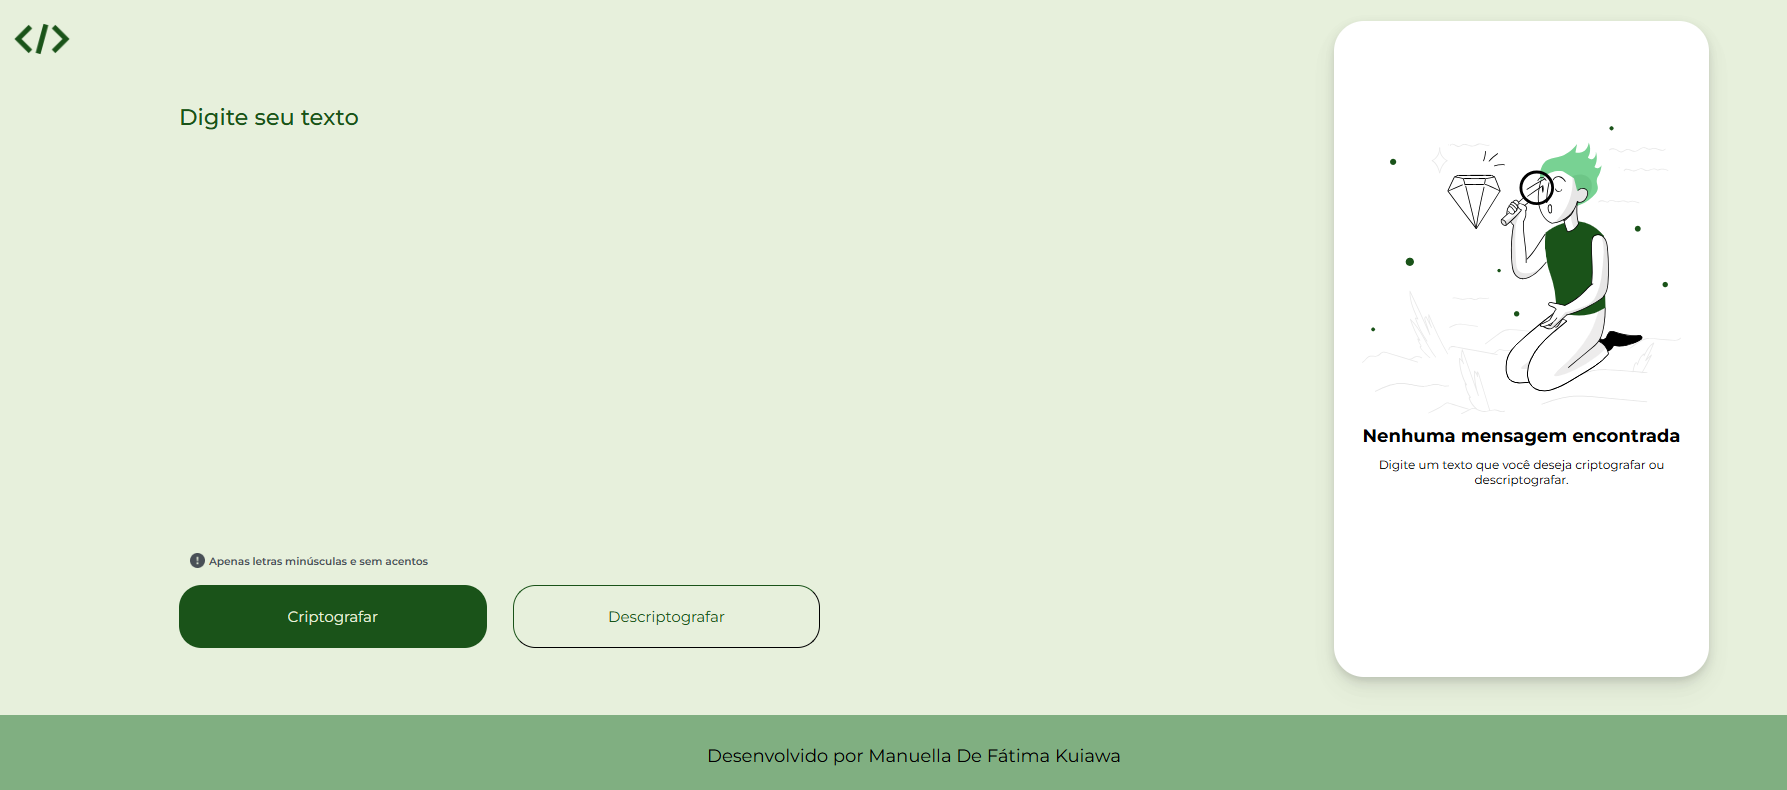 </>
Digite seu texto
Nenhuma mensagem encontrada
Digite um texto que você deseja criptografar ou
descriptografar.
Apenas letras minúsculas e sem acentos
Criptografar
Descriptografar
Desenvolvido por Manuella De Fátima Kuiawa